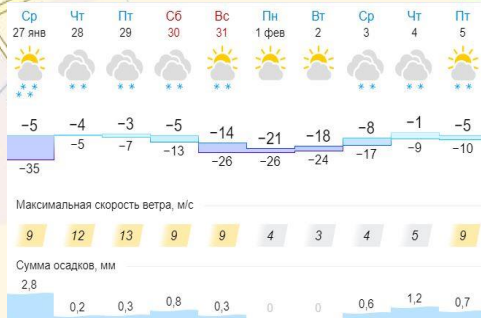 Ср Чт Пт Сб Вс Пн Вт Ср Чт Пт
27 янв 28 29 30 31 1 фев 2 3 4 5
−5 −4 −3 −5 −14 −21 −18 −8 −1 −5
−35 −5 −7 −13 −26 −26 −24 −17 −9 −10
Максимальная скорость ветра, м/с
9 12 13 9 9 4 3 4 5 9
Сумма осадков, мм
2,8 0,2 0,3 0,8 0,3 0 0 0,6 1,2 0,7